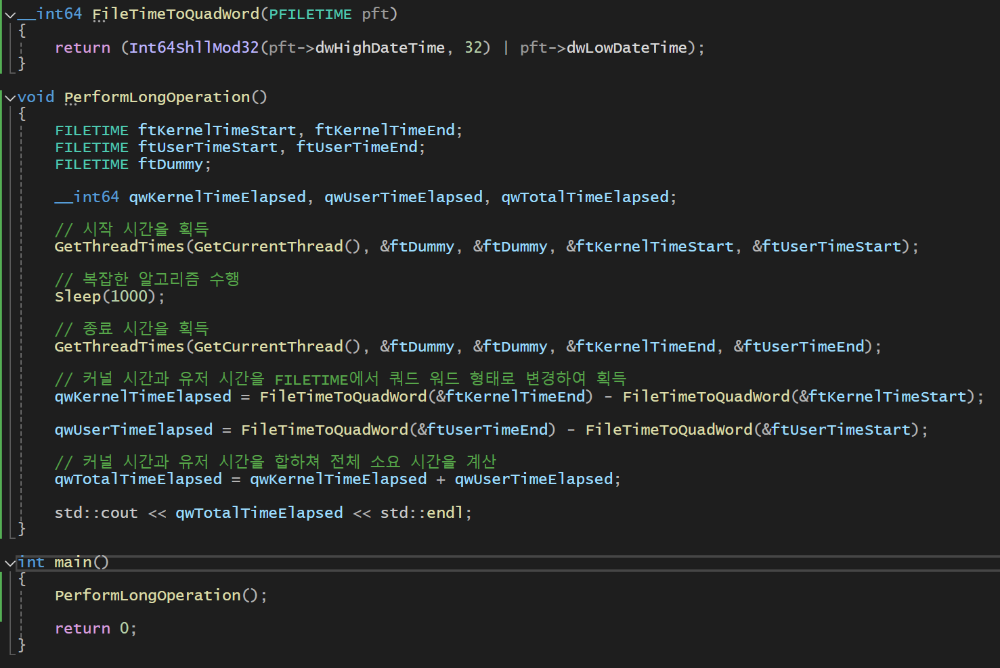 __int64 FileTimeToQuadWord(PFILETIME pft)
{
return (Int64ShllMod32(pft->dwHighDateTime, 32) | pft->dwLowDateTime);
}
void PerformLongOperation()
{
FILETIME ftKernelTimeStart, ftKernelTimeEnd;
FILETIME ftUserTimeStart, ftUserTimeEnd;
FILETIME ftDummy;
__int64 qwKernelTimeElapsed, qwUserTimeElapsed, qwTotalTimeElapsed;
// 시작 시간을 획득
GetThreadTimes(GetCurrentThread(), &ftDummy, &ftDummy, &ftKernelTimeStart, &ftUserTimeStart);
// 복잡한 알고리즘 수행
Sleep(1000);
// 종료 시간을 획득
GetThreadTimes(GetCurrentThread(), &ftDummy, &ftDummy, &ftKernelTimeEnd, &ftUserTimeEnd);
// 커널 시간과 유저 시간을 FILETIME에서 쿼드 워드 형태로 변경하여 획득
qwKernelTimeElapsed = FileTimeToQuadWord(&ftKernelTimeEnd) - FileTimeToQuadWord(&ftKernelTimeStart);
qwUserTimeElapsed = FileTimeToQuadWord(&ftUserTimeEnd) - FileTimeToQuadWord(&ftUserTimeStart);
// 커널 시간과 유저 시간을 합하쳐 전체 소요 시간을 계산
qwTotalTimeElapsed = qwKernelTimeElapsed + qwUserTimeElapsed;
std::cout << qwTotalTimeElapsed << std::endl;
}
int main()
{
PerformLongOperation();
return 0;
}